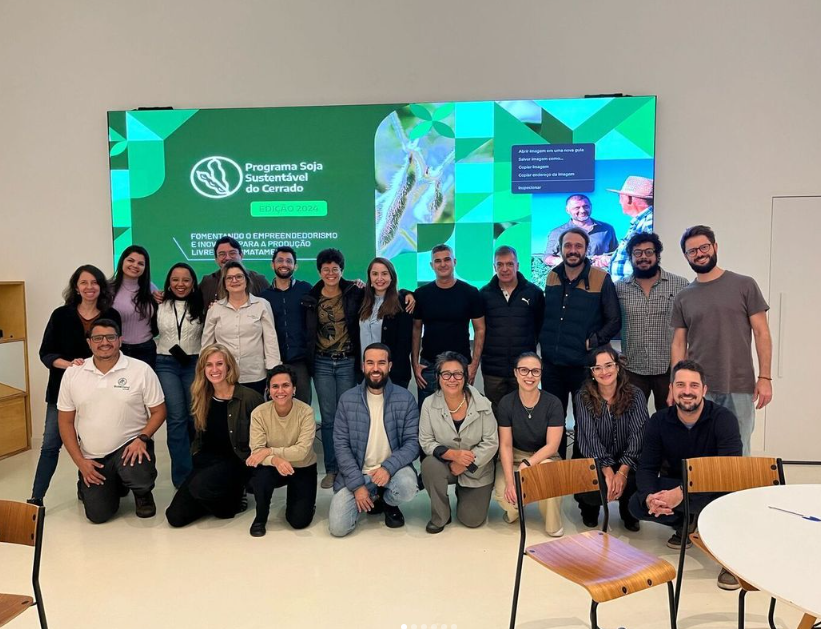 Programa Soja
Sustentável
do Cerrado
EDIÇÃO 2024
FOMENTANDO O EMPREENDEDORISMO
E INOV PARA A PRODUÇÃO
LIVRE MATAM
Abrir imagem em uma nova guia
Salvar imagem como...
Copiar imagem
Copiar endereço da imagem
Inspecionar